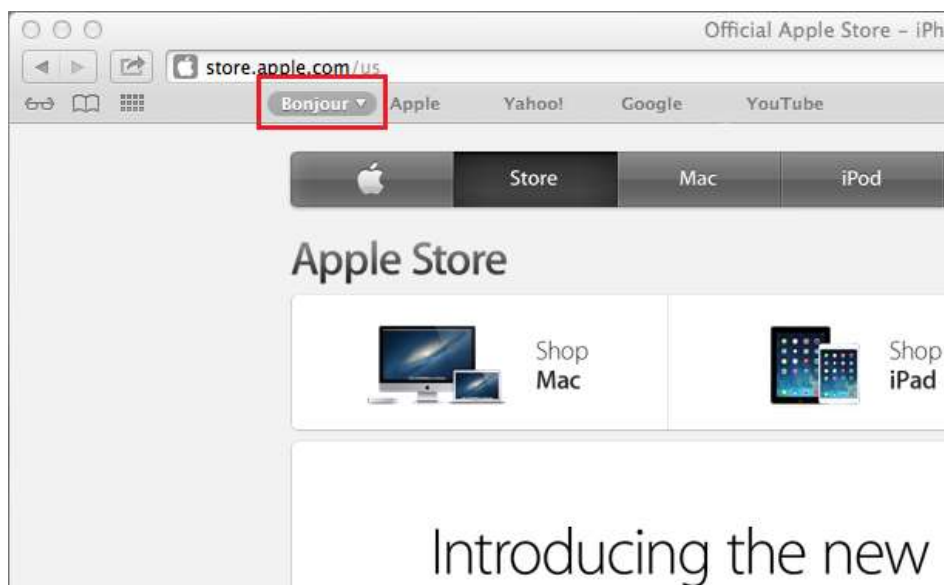 Official Apple Store – iPh
store.apple.com/us
Bonjour Apple Yahoo! Google YouTube
Store Mac iPod
Apple Store
Shop
Mac
Shop
iPad
Introducing the new